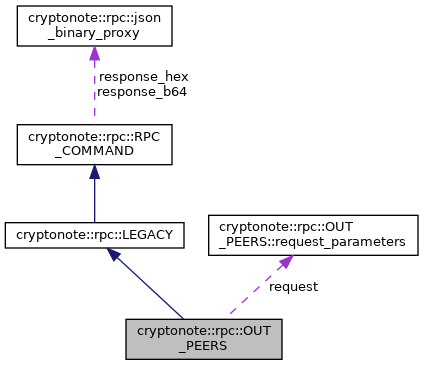 cryptonote::rpc::json
_binary_proxy
response_hex
response_b64
cryptonote::rpc::RPC
_COMMAND
cryptonote::rpc::LEGACY
cryptonote::rpc::OUT
_PEERS::request_parameters
request
cryptonote::rpc::OUT
_PEERS